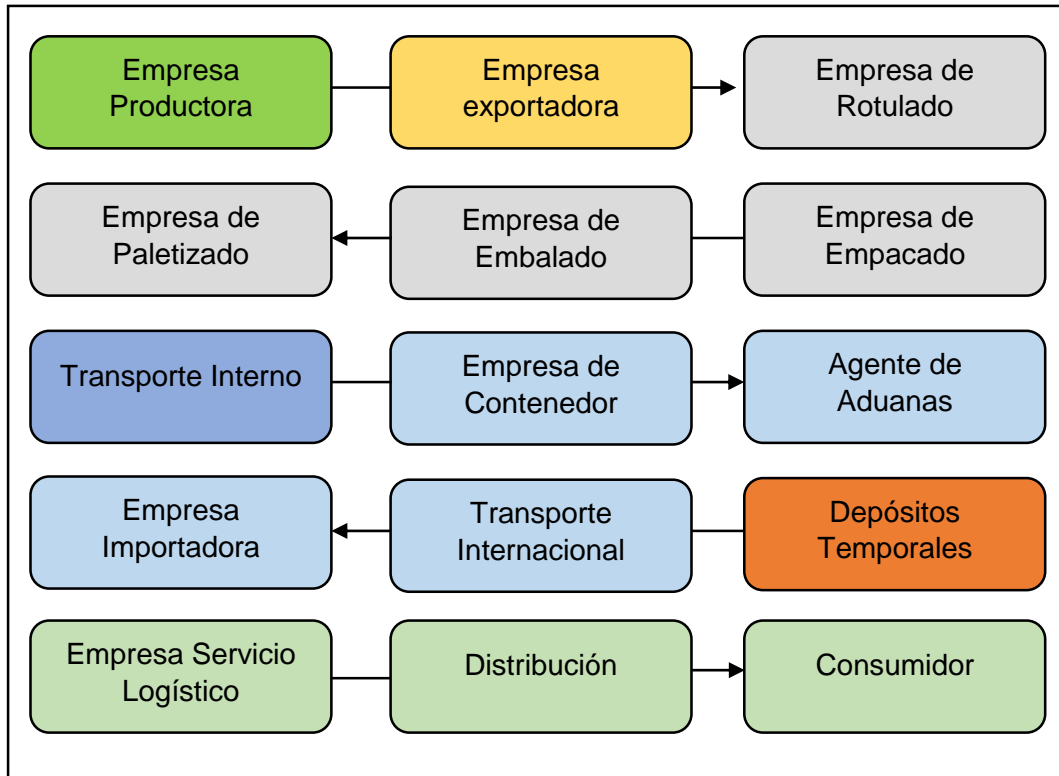 Empresa
Productora
Empresa
exportadora
Empresa de
Rotulado
Empresa de
Paletizado
Empresa de
Embalado
Empresa de
Empacado
Transporte Interno
Empresa de
Contenedor
Agente de
Aduanas
Empresa
Importadora
Transporte
Internacional
Depósitos
Temporales
Empresa Servicio
Logístico
Distribución
Consumidor